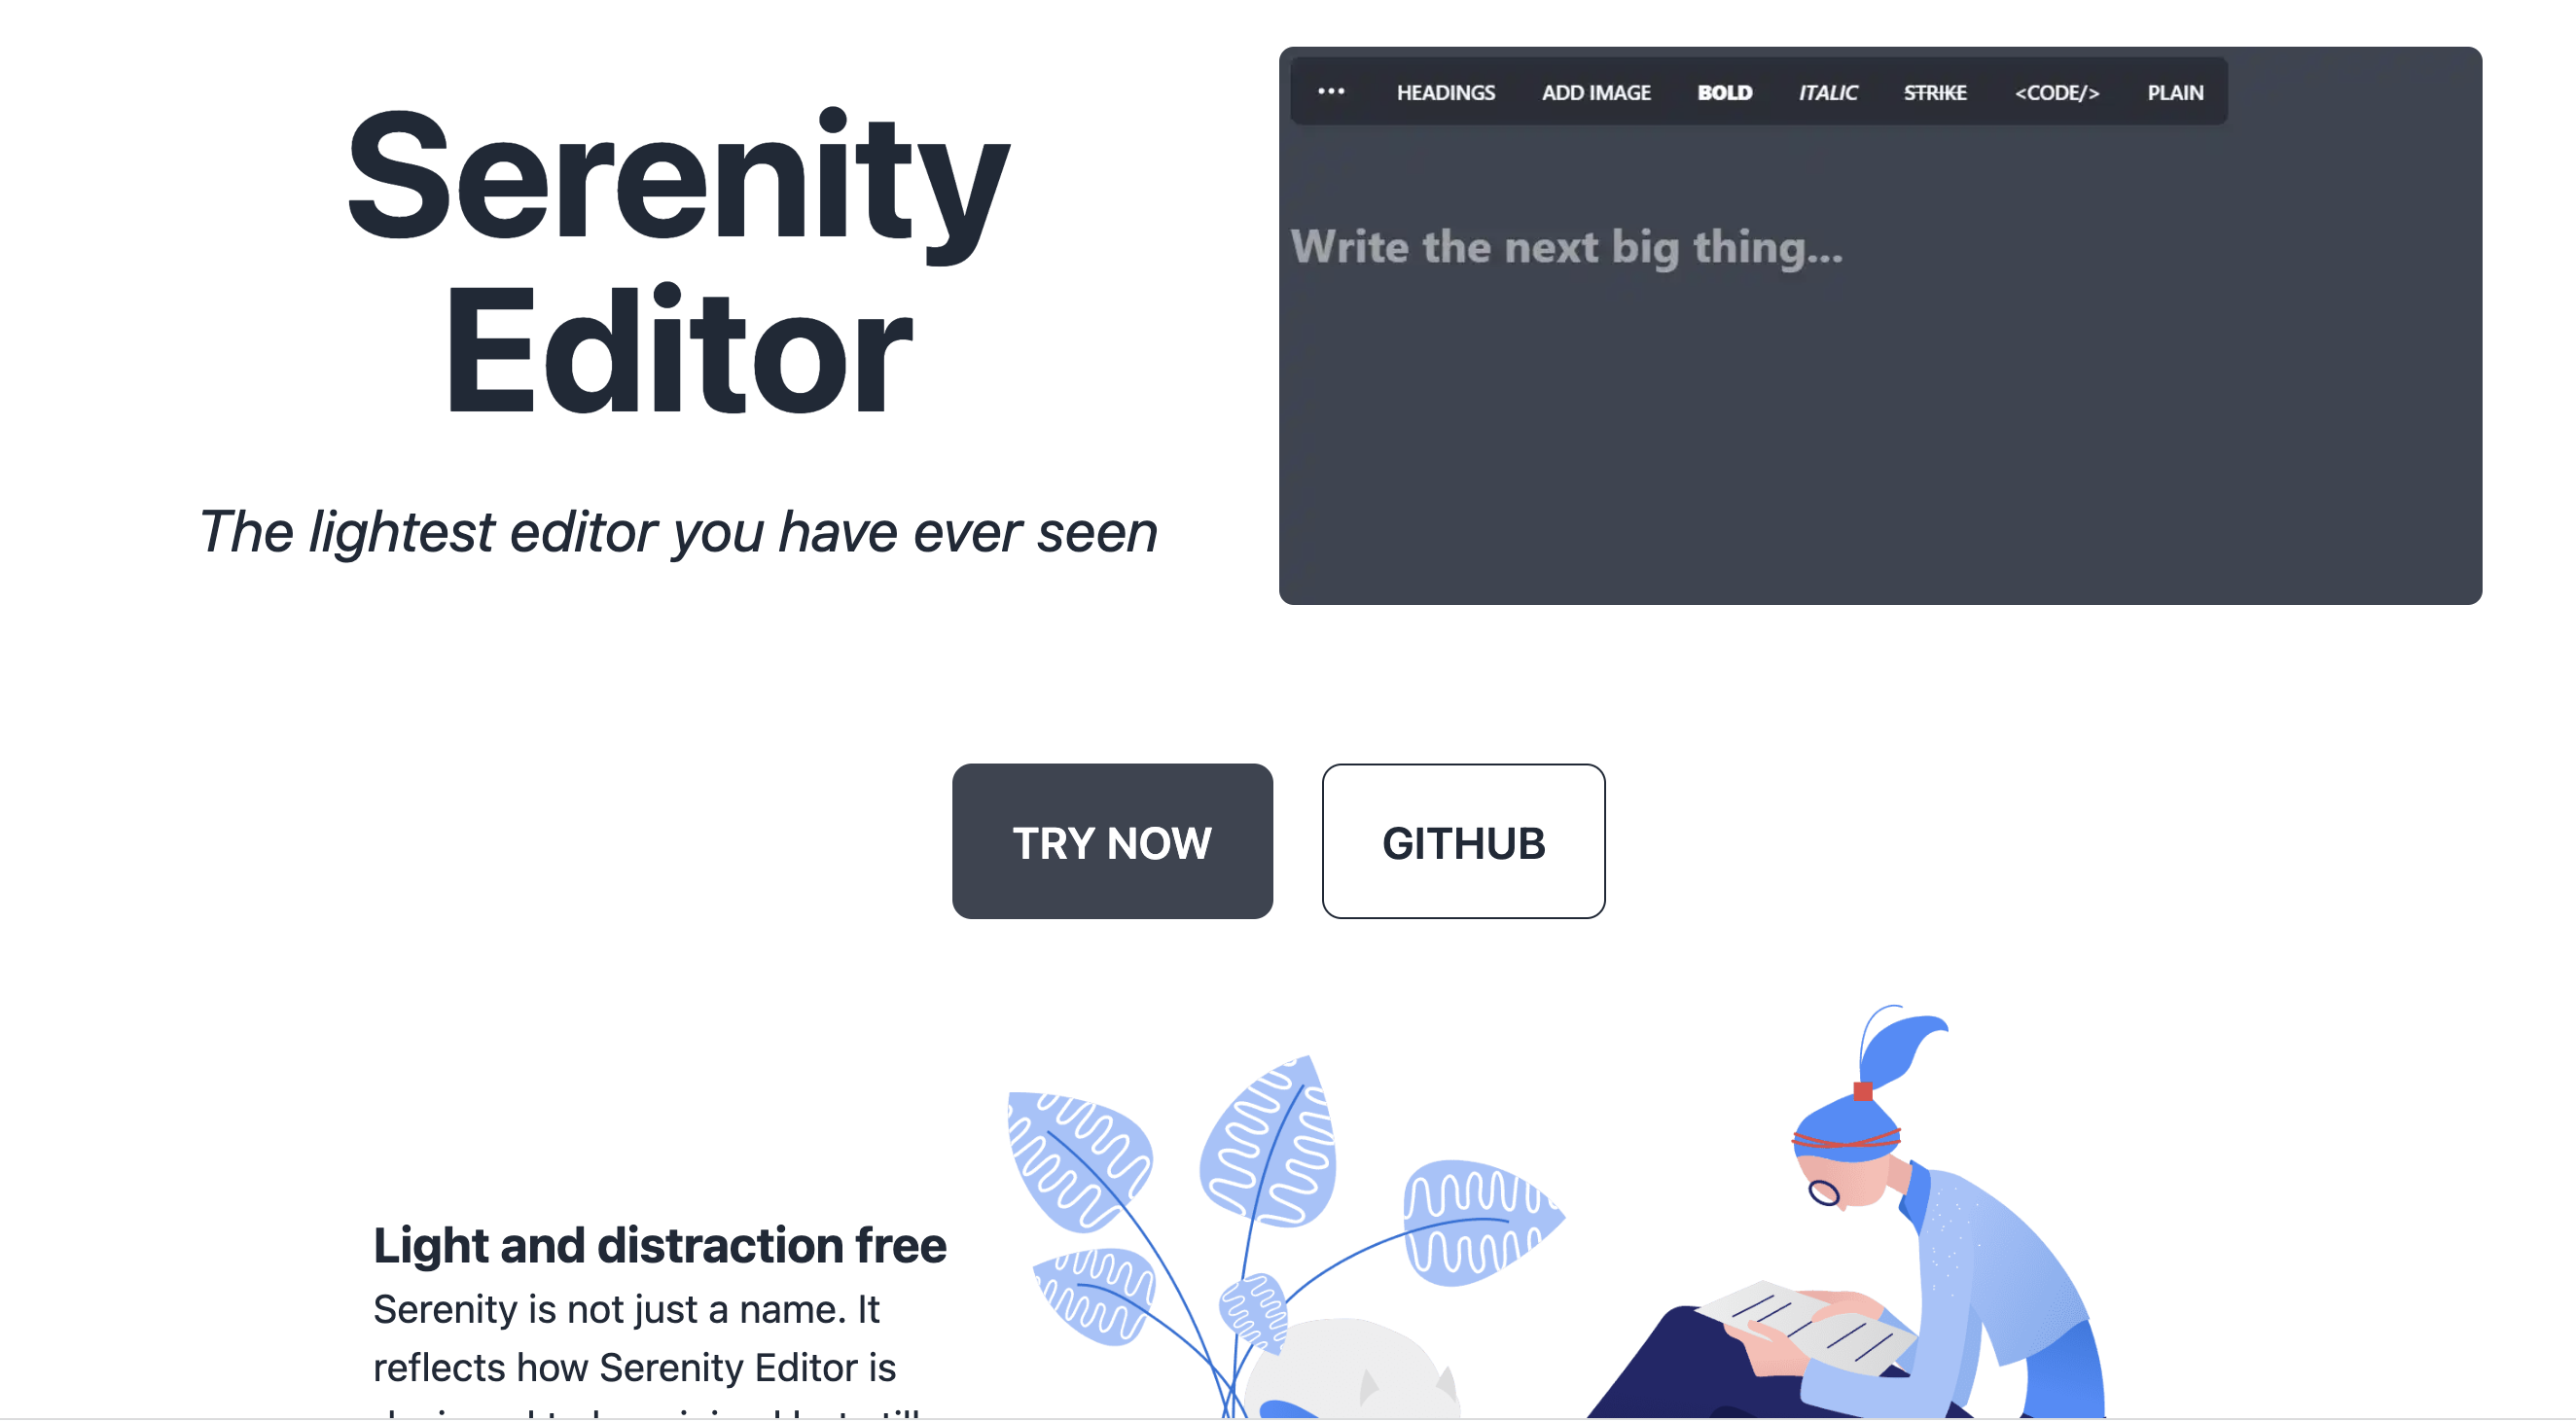 Serenity
Editor
The lightest editor you have ever seen
••• HEADINGS ADD IMAGE BOLD ITALIC STRIKE <CODE/> PLAIN
Write the next big thing...
TRY NOW GITHUB
Light and distraction free
Serenity is not just a name. It
reflects how Serenity Editor is